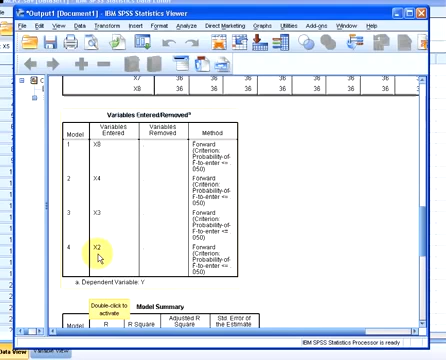 *Output1 [Document1] - IBM SPSS Statistics Viewer
File Edit View Data Transform Insert Format Analyze Direct Marketing Graphs Utilities Add-ons Window Help
X7 36 36 36 36 36
X8 36 36 36 36 36
Variables Entered/Removedª
Model Variables Entered Variables Removed Method
1 X8 . Forward
(Criterion:
Probability-of-
F-to-enter <=
.050)
2 X4 . Forward
(Criterion:
Probability-of-
F-to-enter <=
.050)
3 X3 . Forward
(Criterion:
Probability-of-
F-to-enter <=
.050)
4 X2 . Forward
(Criterion:
Probability-of-
F-to-enter <=
.050)
a. Dependent Variable: Y
Double-click to
activate
Model Summary
Model R R Square Adjusted R Square Std. Error of the Estimate
IBM SPSS Statistics Processor is ready
Data View Variable View